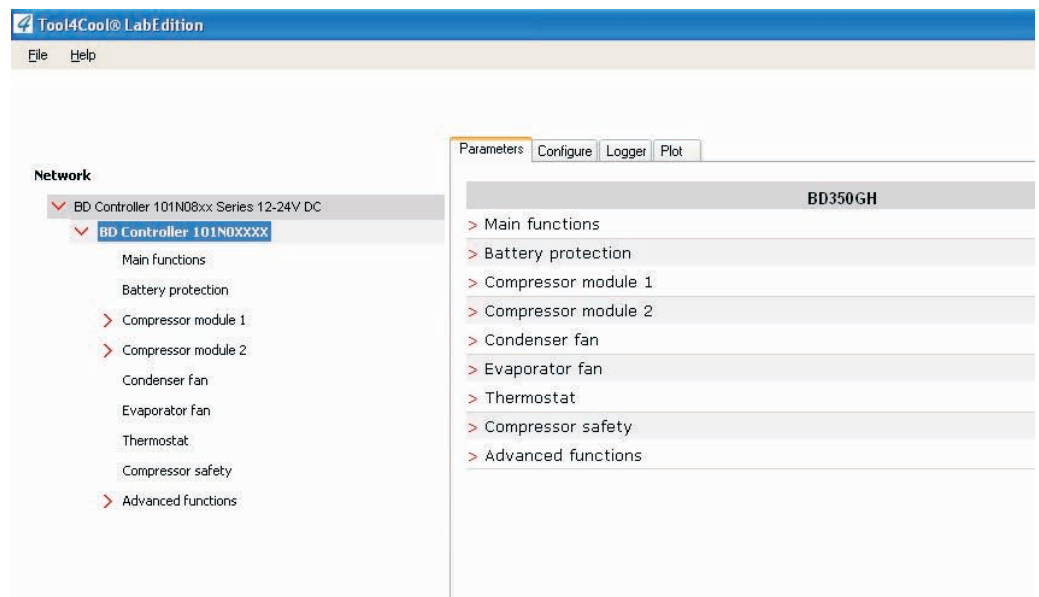 Tool4Cool® LabEdition
File Help
Network
BD Controller 101N08xx Series 12-24V DC
BD Controller 101N0XXXX
Main functions
Battery protection
Compressor module 1
Compressor module 2
Condenser fan
Evaporator fan
Thermostat
Compressor safety
Advanced functions
Parameters Configure Logger Plot
BD350GH
> Main functions
> Battery protection
> Compressor module 1
> Compressor module 2
> Condenser fan
> Evaporator fan
> Thermostat
> Compressor safety
> Advanced functions